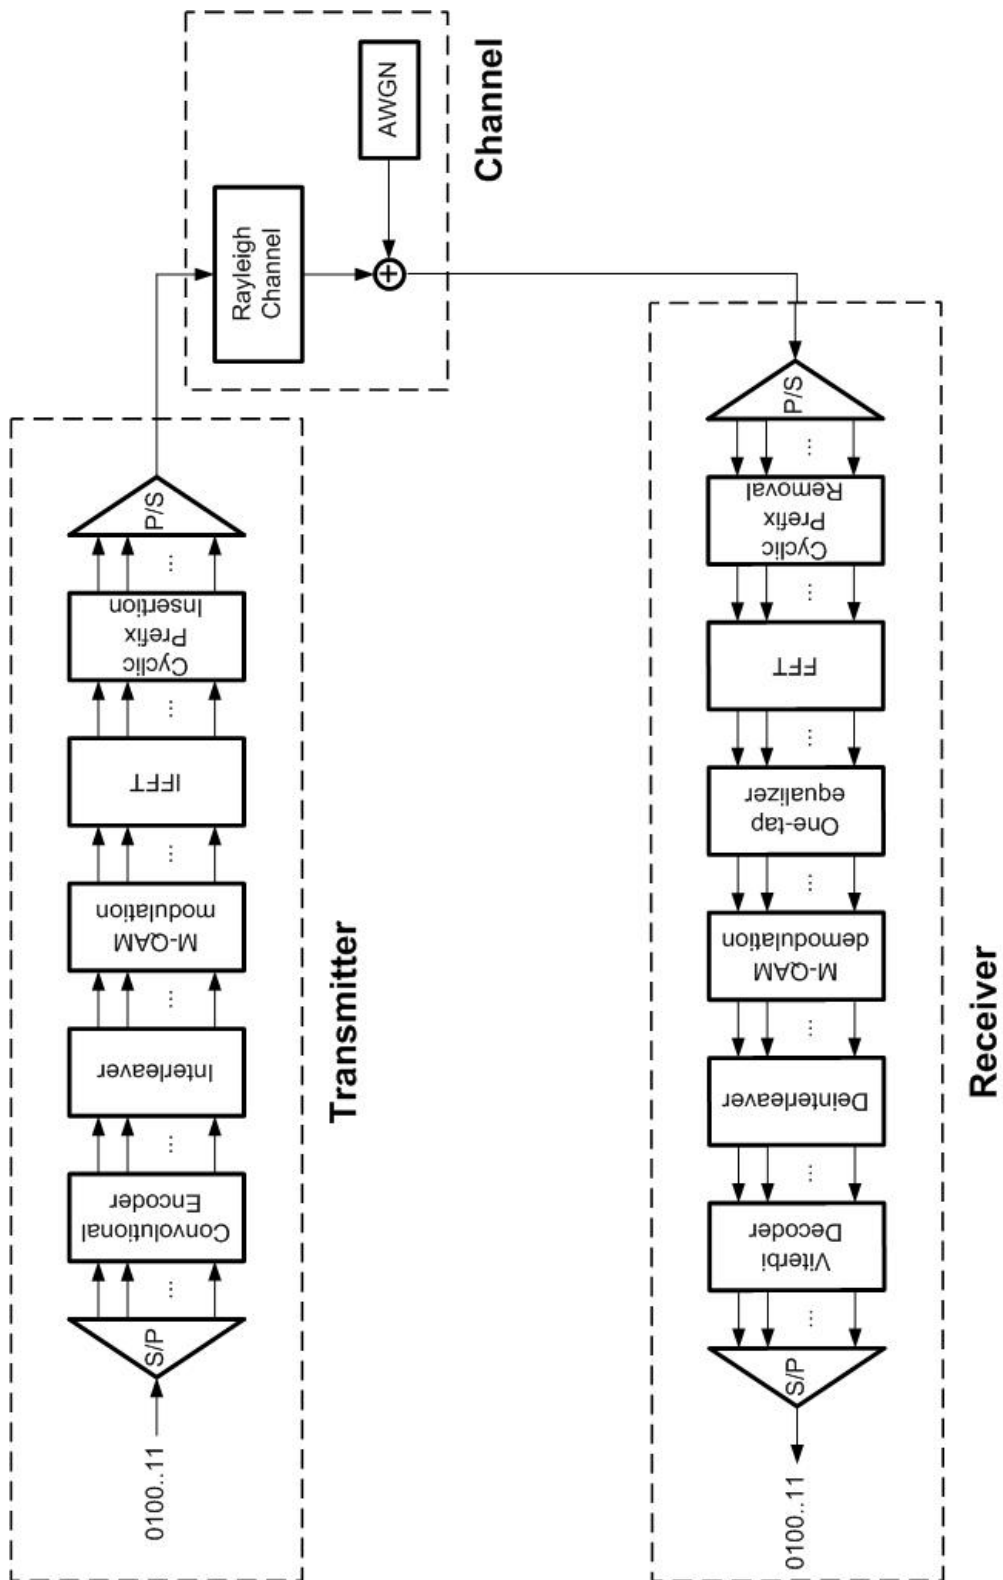 0100..11
S/P
Convolutional
Encoder
Interleaver
M-QAM
modulation
IFFT
Cyclic
Prefix
Insertion
P/S
Transmitter
Rayleigh
Channel
AWGN
+
Channel
P/S
Cyclic
Prefix
Removal
FFT
One-tap
equalizer
M-QAM
demodulation
Deinterleaver
Viterbi
Decoder
S/P
0100..11
Receiver